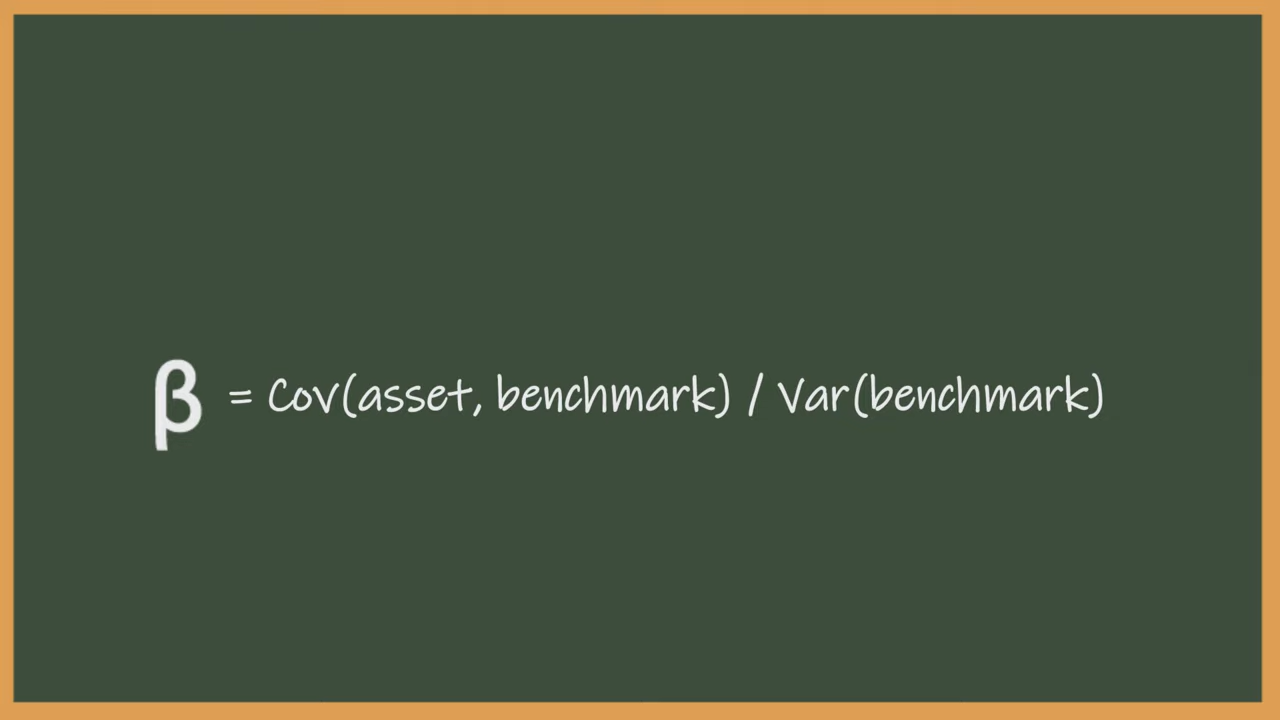 β = Cov(asset, benchmark) / Var(benchmark)